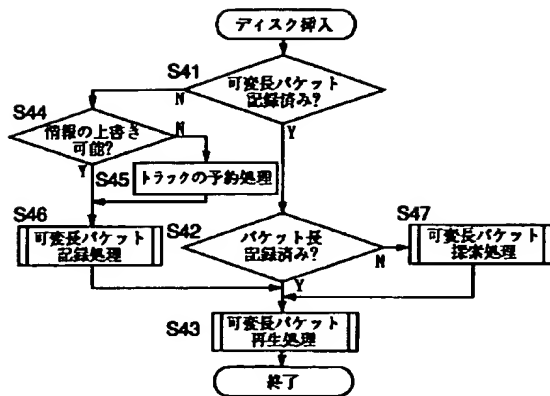 ディスク挿入
S41
可変長パケット
記録済み?
N
Y
S44
情報の上書き
可能?
N
Y
S45
トラックの予約処理
S46
可変長パケット
記録処理
S42
パケット長
記録済み?
N
Y
S47
可変長パケット
探索処理
S43
可変長パケット
再生処理
終了